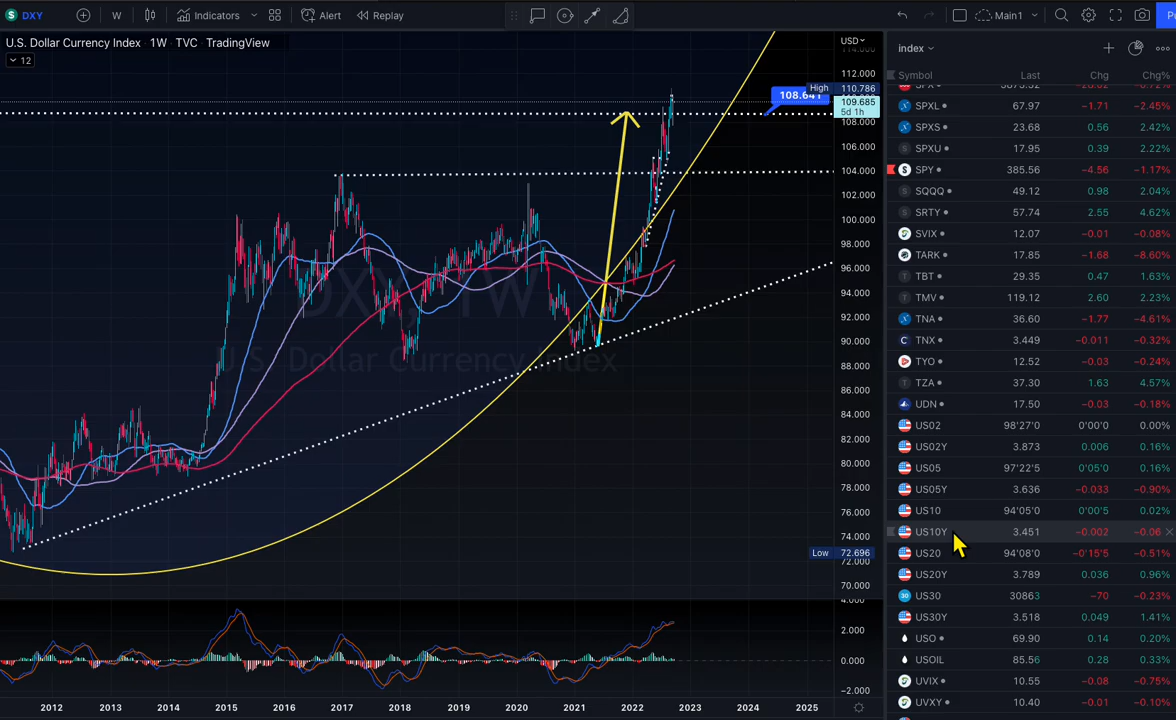 $ DXY W Indicators Alert Replay Main1 Pu
U.S. Dollar Currency Index · 1W · TVC TradingView
12
USD
114.000
112.000
High 110.786
109.685
5d 1h
108.641
108.000
106.000
104.000
102.000
100.000
98.000
96.000
94.000
92.000
90.000
88.000
86.000
84.000
82.000
80.000
78.000
76.000
74.000
Low 72.696
72.000
70.000
DXY, 1W
U.S. Dollar Currency Index
4.000
2.000
0.000
−2.000
2012 2013 2014 2015 2016 2017 2018 2019 2020 2021 2022 2023 2024 2025
index
Symbol Last Chg Chg%
SPXL 67.97 −1.71 −2.45%
SPXS 23.68 0.56 2.42%
SPXU 17.95 0.39 2.22%
SPY 385.56 −4.56 −1.17%
SQQQ 49.12 0.98 2.04%
SRTY 57.74 2.55 4.62%
SVIX 12.07 −0.01 −0.08%
TARK 17.85 −1.68 −8.60%
TBT 29.35 0.47 1.63%
TMV 119.12 2.60 2.23%
TNA 36.60 −1.77 −4.61%
TNX 3.449 −0.011 −0.32%
TYO 12.52 −0.03 −0.24%
TZA 37.30 1.63 4.57%
UDN 17.50 −0.03 −0.18%
US02 98'27'0 0'00'0 0.00%
US02Y 3.873 0.006 0.16%
US05 97'22'5 0'05'0 0.16%
US05Y 3.636 −0.033 −0.90%
US10 94'05'0 0'00'5 0.02%
US10Y 3.451 −0.002 −0.06
US20 94'08'0 −0'15'5 −0.51%
US20Y 3.789 0.036 0.96%
30 US30 30863 −70 −0.23%
US30Y 3.518 0.049 1.41%
USO 69.90 0.14 0.20%
USOIL 85.56 0.28 0.33%
UVIX 10.55 −0.08 −0.75%
UVXY 10.40 −0.01 −0.10%